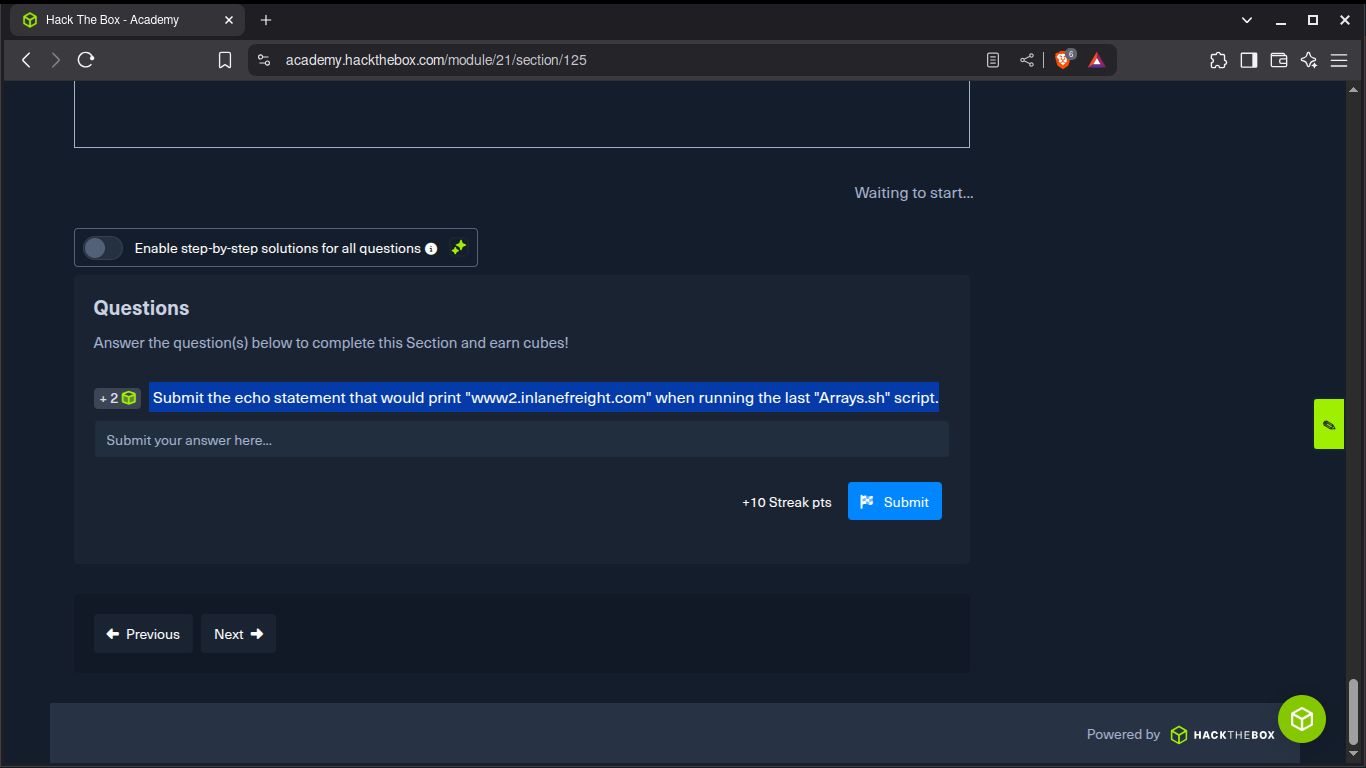 Hack The Box - Academy
academy.hackthebox.com/module/21/section/125
6
Waiting to start...
Enable step-by-step solutions for all questions
Questions
Answer the question(s) below to complete this Section and earn cubes!
+ 2 Submit the echo statement that would print "www2.inlanefreight.com" when running the last "Arrays.sh" script.
Submit your answer here...
+10 Streak pts Submit
Previous Next
Powered by HACKTHEBOX